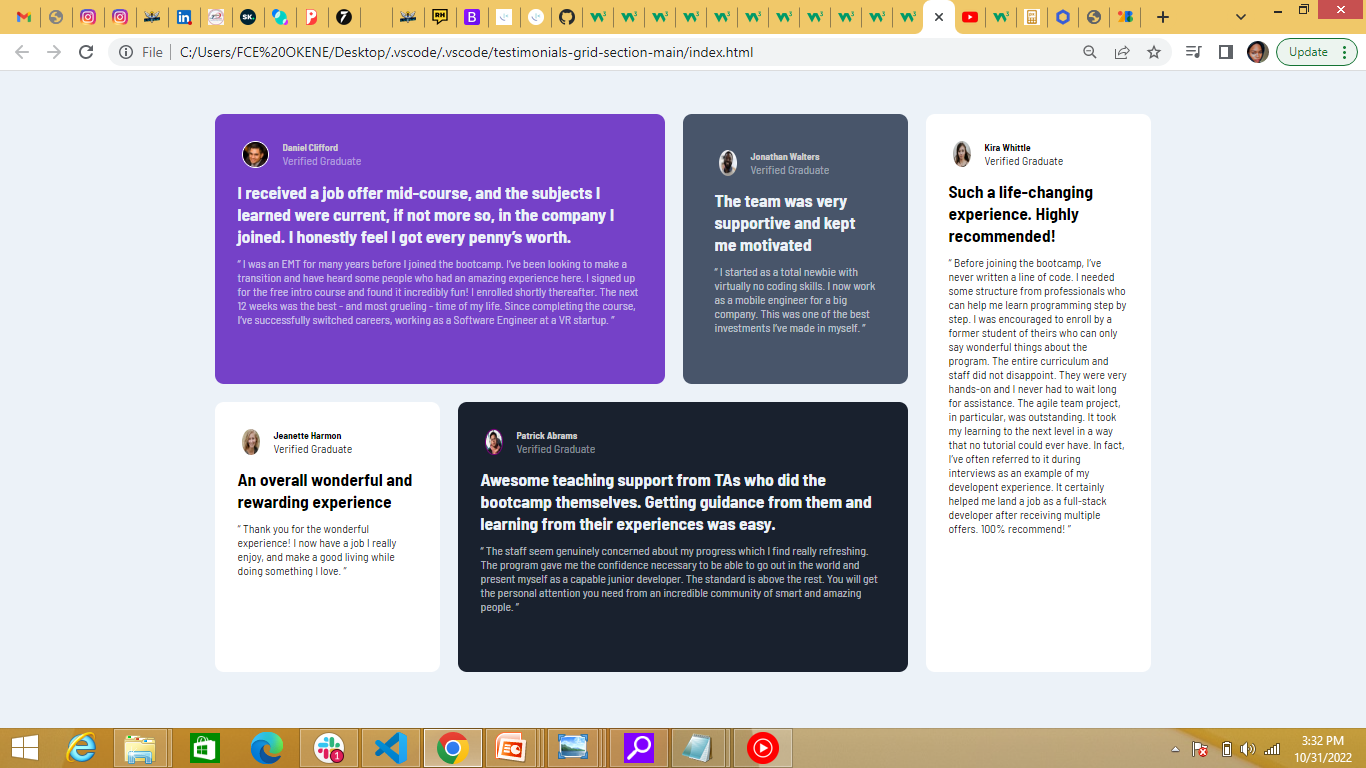 File
C:/Users/FCE%20OKENE/Desktop/.vscode/.vscode/testimonials-grid-section-main/index.html
Update
Daniel Clifford
Verified Graduate
I received a job offer mid-course, and the subjects I
learned were current, if not more so, in the company I
joined. I honestly feel I got every penny’s worth.
“ I was an EMT for many years before I joined the bootcamp. I’ve been looking to make a
transition and have heard some people who had an amazing experience here. I signed up
for the free intro course and found it incredibly fun! I enrolled shortly thereafter. The next
12 weeks was the best - and most grueling - time of my life. Since completing the course,
I’ve successfully switched careers, working as a Software Engineer at a VR startup. ”
Jonathan Walters
Verified Graduate
The team was very
supportive and kept
me motivated
“ I started as a total newbie with
virtually no coding skills. I now work
as a mobile engineer for a big
company. This was one of the best
investments I’ve made in myself. ”
Kira Whittle
Verified Graduate
Such a life-changing
experience. Highly
recommended!
“ Before joining the bootcamp, I’ve
never written a line of code. I needed
some structure from professionals who
can help me learn programming step by
step. I was encouraged to enroll by a
former student of theirs who can only
say wonderful things about the
program. The entire curriculum and
staff did not disappoint. They were very
hands-on and I never had to wait long
for assistance. The agile team project,
in particular, was outstanding. It took
my learning to the next level in a way
that no tutorial could ever have. In fact,
I’ve often referred to it during
interviews as an example of my
developent experience. It certainly
helped me land a job as a full-stack
developer after receiving multiple
offers. 100% recommend! ”
Jeanette Harmon
Verified Graduate
An overall wonderful and
rewarding experience
“ Thank you for the wonderful
experience! I now have a job I really
enjoy, and make a good living while
doing something I love. ”
Patrick Abrams
Verified Graduate
Awesome teaching support from TAs who did the
bootcamp themselves. Getting guidance from them and
learning from their experiences was easy.
“ The staff seem genuinely concerned about my progress which I find really refreshing.
The program gave me the confidence necessary to be able to go out in the world and
present myself as a capable junior developer. The standard is above the rest. You will get
the personal attention you need from an incredible community of smart and amazing
people. ”
3:32 PM
10/31/2022